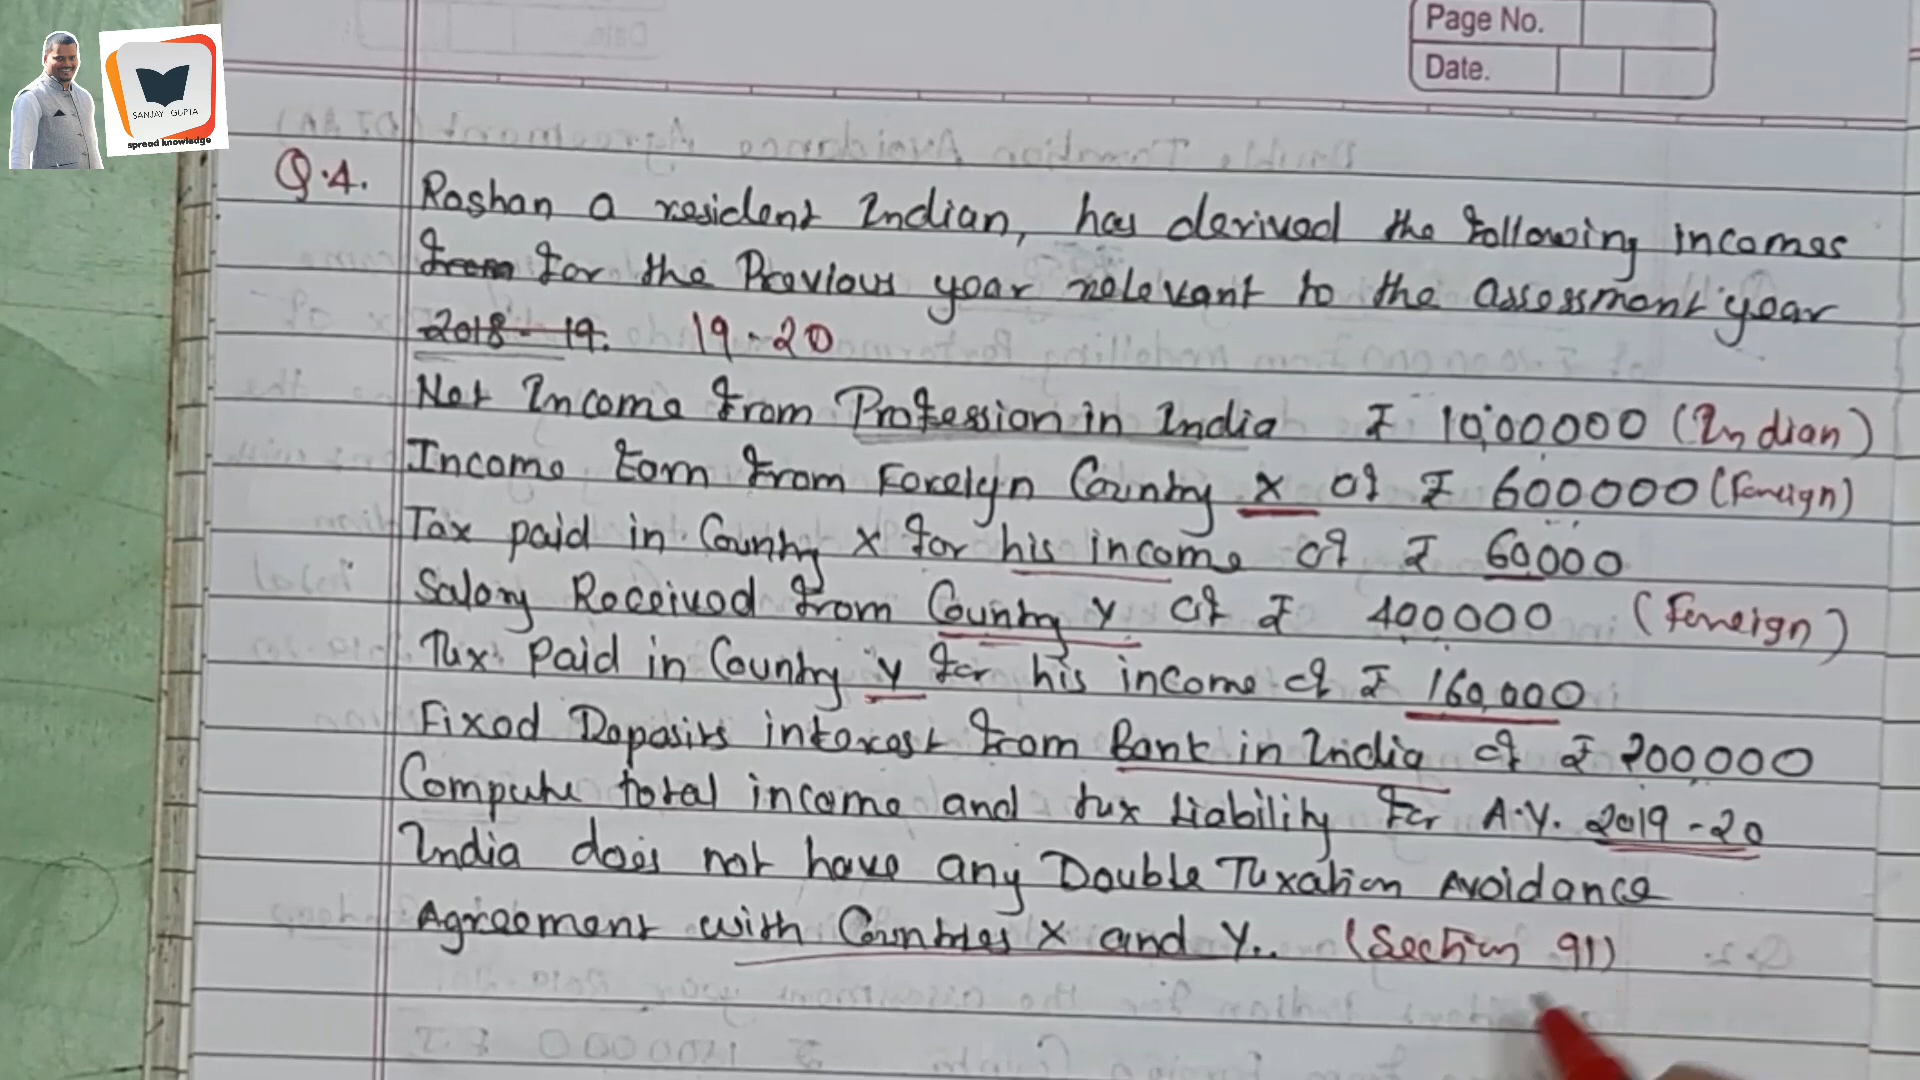 Page No.
Date.
SANJAY GUPTA
spread knowledge
Q.4. Roshan a resident Indian, has derived the following incomes
from for the Previous year relevant to the assessment year
2018-19. 19-20
Net Income from Profession in India ₹ 10,00000 (Indian)
Income Earn from Foreign Country X of ₹ 600000 (Foreign)
Tax paid in Country X for his income of ₹ 60000
Salary Received from Country Y of ₹ 400000 (Foreign)
Tax Paid in Country Y for his income of ₹ 160,000
Fixed Deposits interest from Bank in India of ₹ 200000
Compute total income and tax Liability for A.Y. 2019-20
India does not have any Double Taxation Avoidance
Agreement with Countries X and Y.. (Section 91)